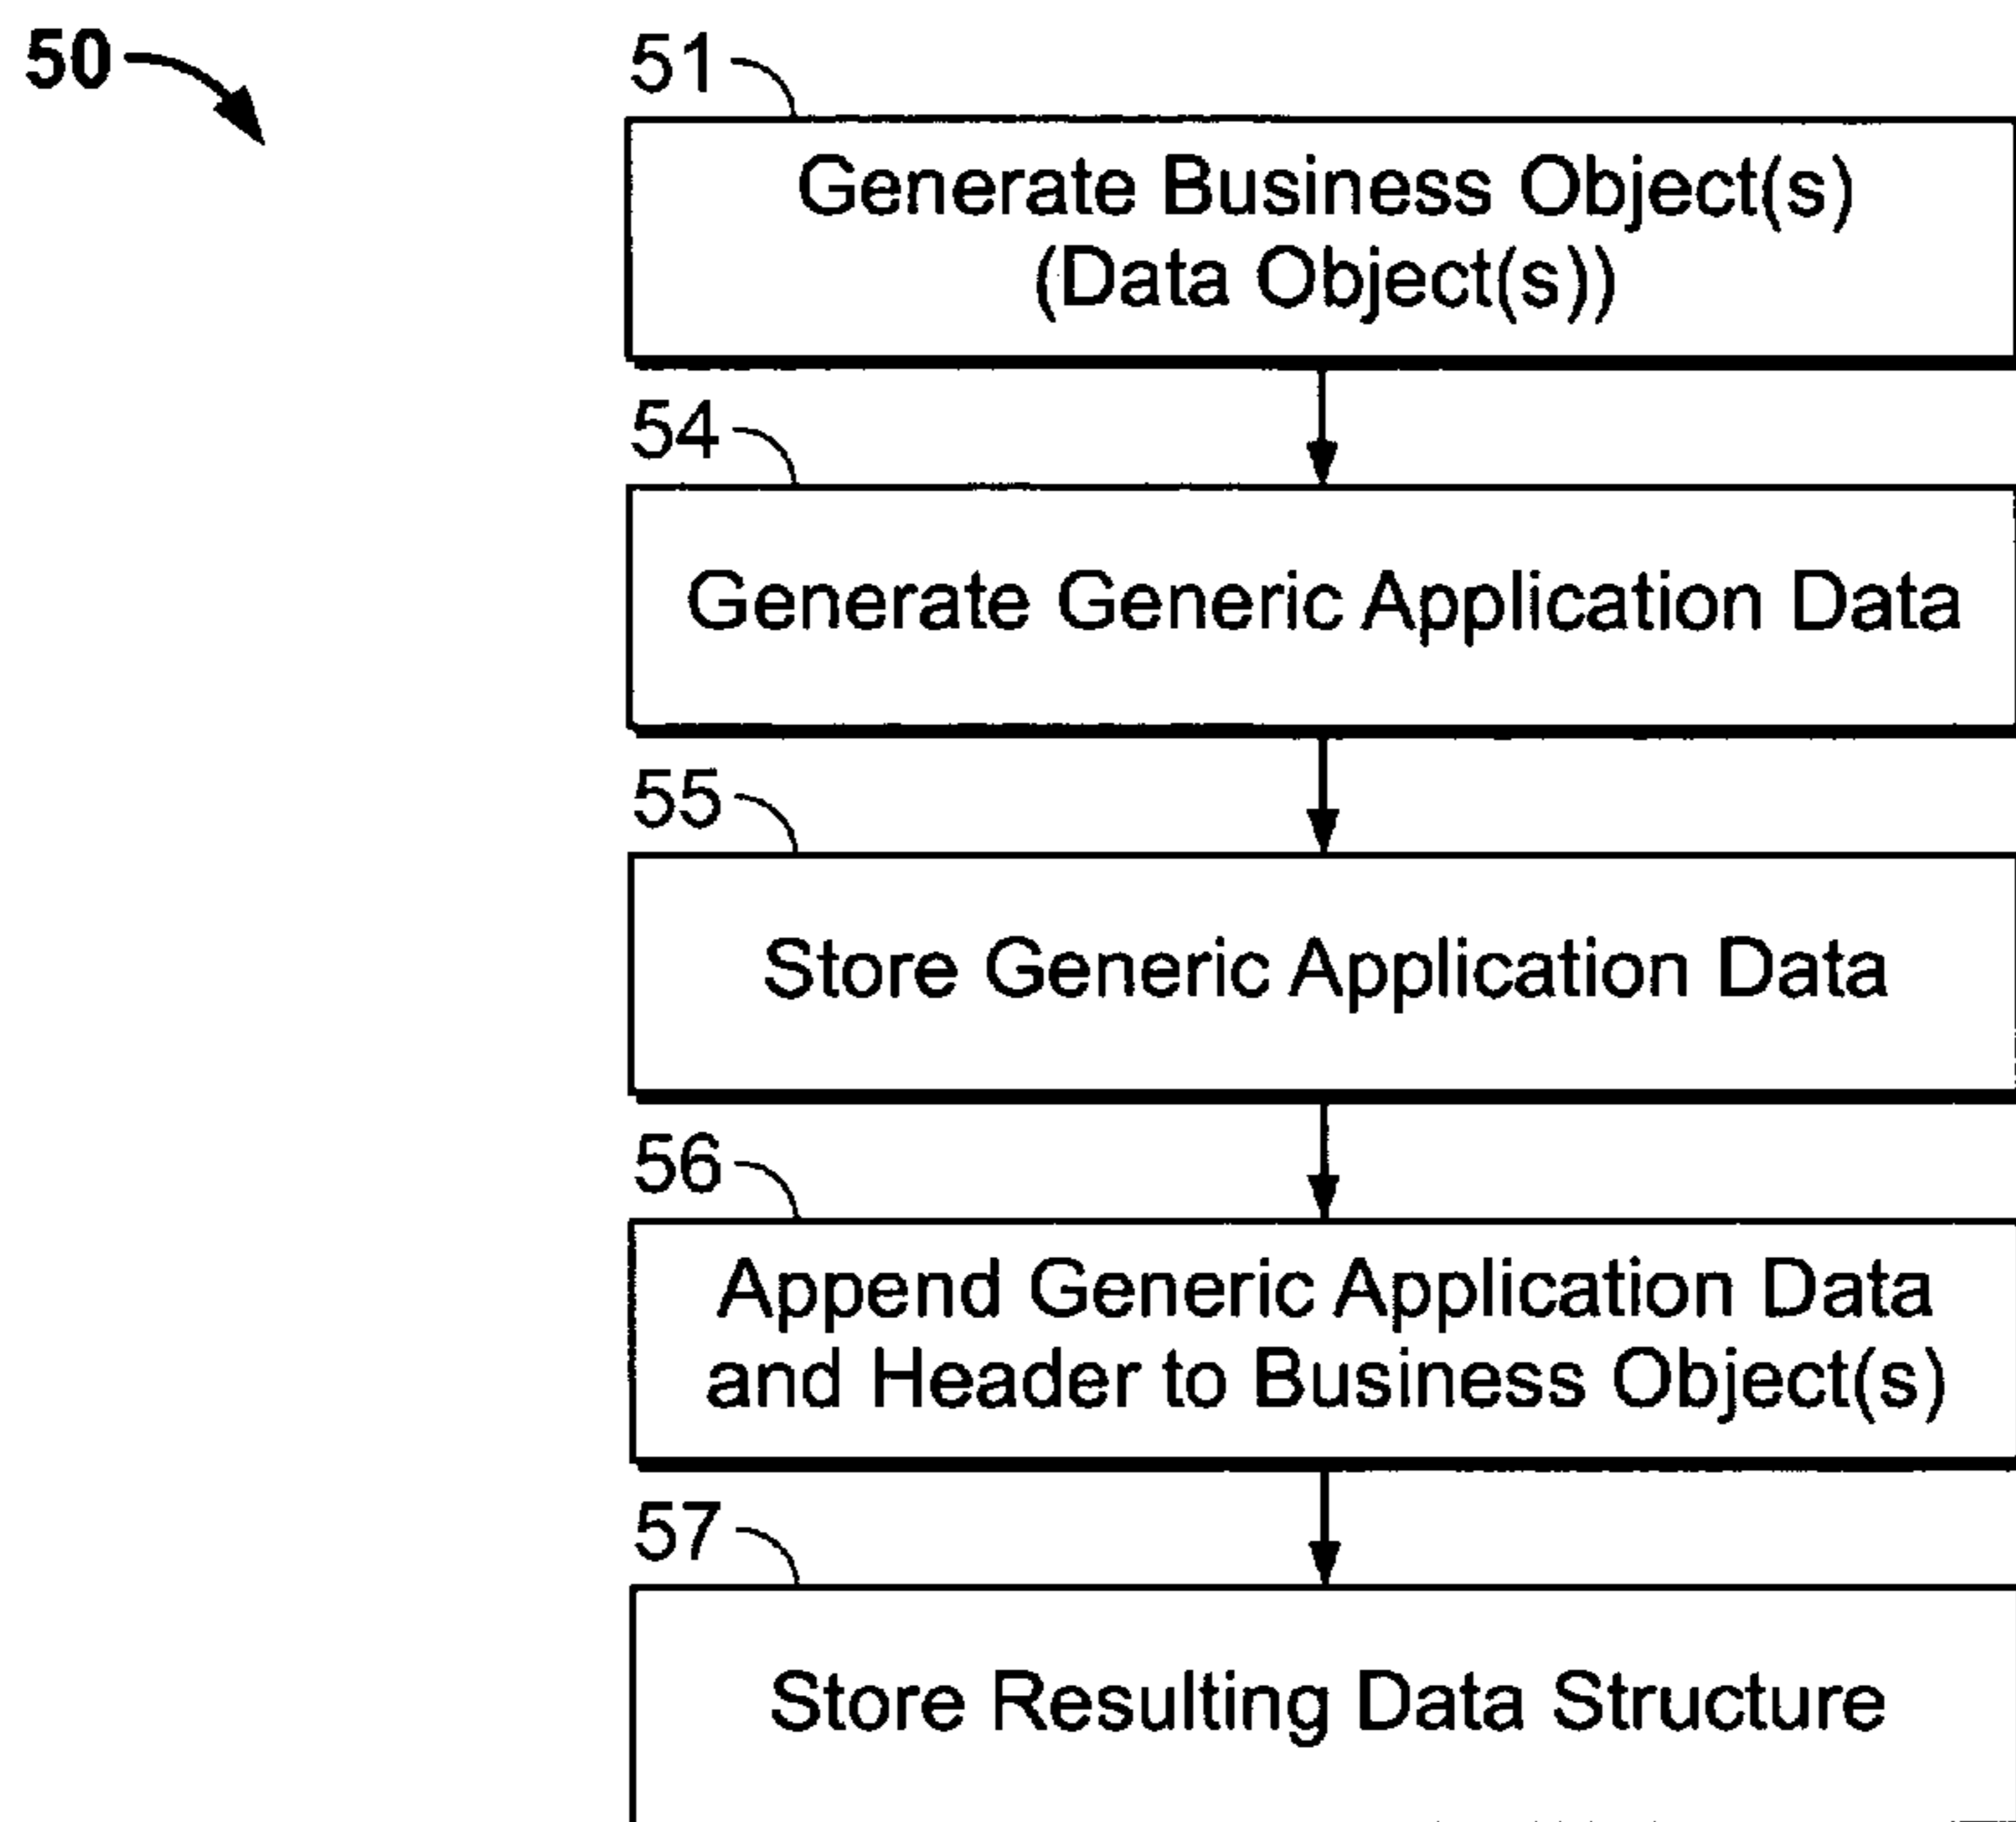 50
51
Generate Business Object(s)
(Data Object(s))
54
Generate Generic Application Data
55
Store Generic Application Data
56
Append Generic Application Data
and Header to Business Object(s)
57
Store Resulting Data Structure